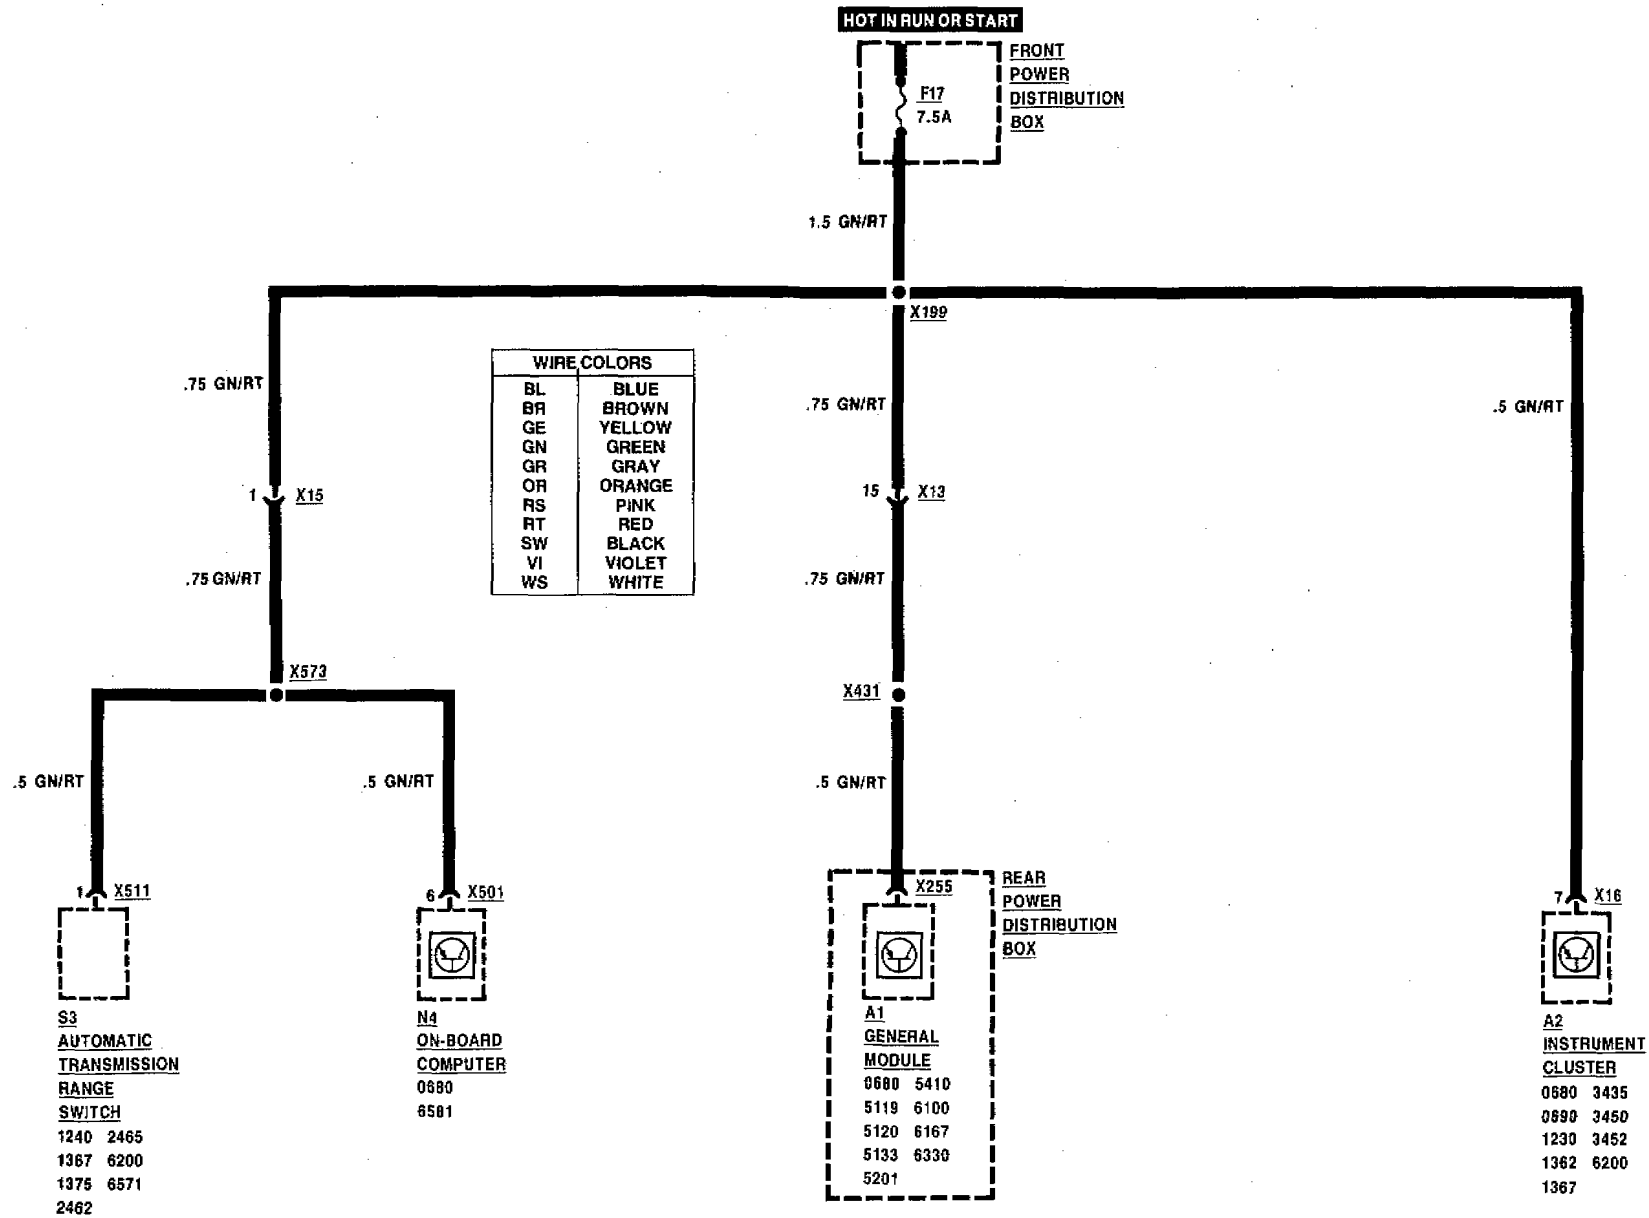 HOT IN RUN OR START
FRONT
POWER
DISTRIBUTION
BOX
F17
7.5A
1.5 GN/RT
X199
.75 GN/RT
.75 GN/RT
.5 GN/RT
WIRE COLORS
BL BLUE
BR BROWN
GE YELLOW
GN GREEN
GR GRAY
OR ORANGE
RS PINK
RT RED
SW BLACK
VI VIOLET
WS WHITE
1 X15
15 X13
.75 GN/RT
.75 GN/RT
X573
X431
.5 GN/RT
.5 GN/RT
.5 GN/RT
1 X511
6 X501
X255
7 X16
REAR
POWER
DISTRIBUTION
BOX
S3
AUTOMATIC
TRANSMISSION
RANGE
SWITCH
1240 2465
1367 6200
1375 6571
2462
N4
ON-BOARD
COMPUTER
0680
6581
A1
GENERAL
MODULE
0680 5410
5119 6100
5120 6167
5133 6330
5201
A2
INSTRUMENT
CLUSTER
0680 3435
0690 3450
1230 3452
1362 6200
1367